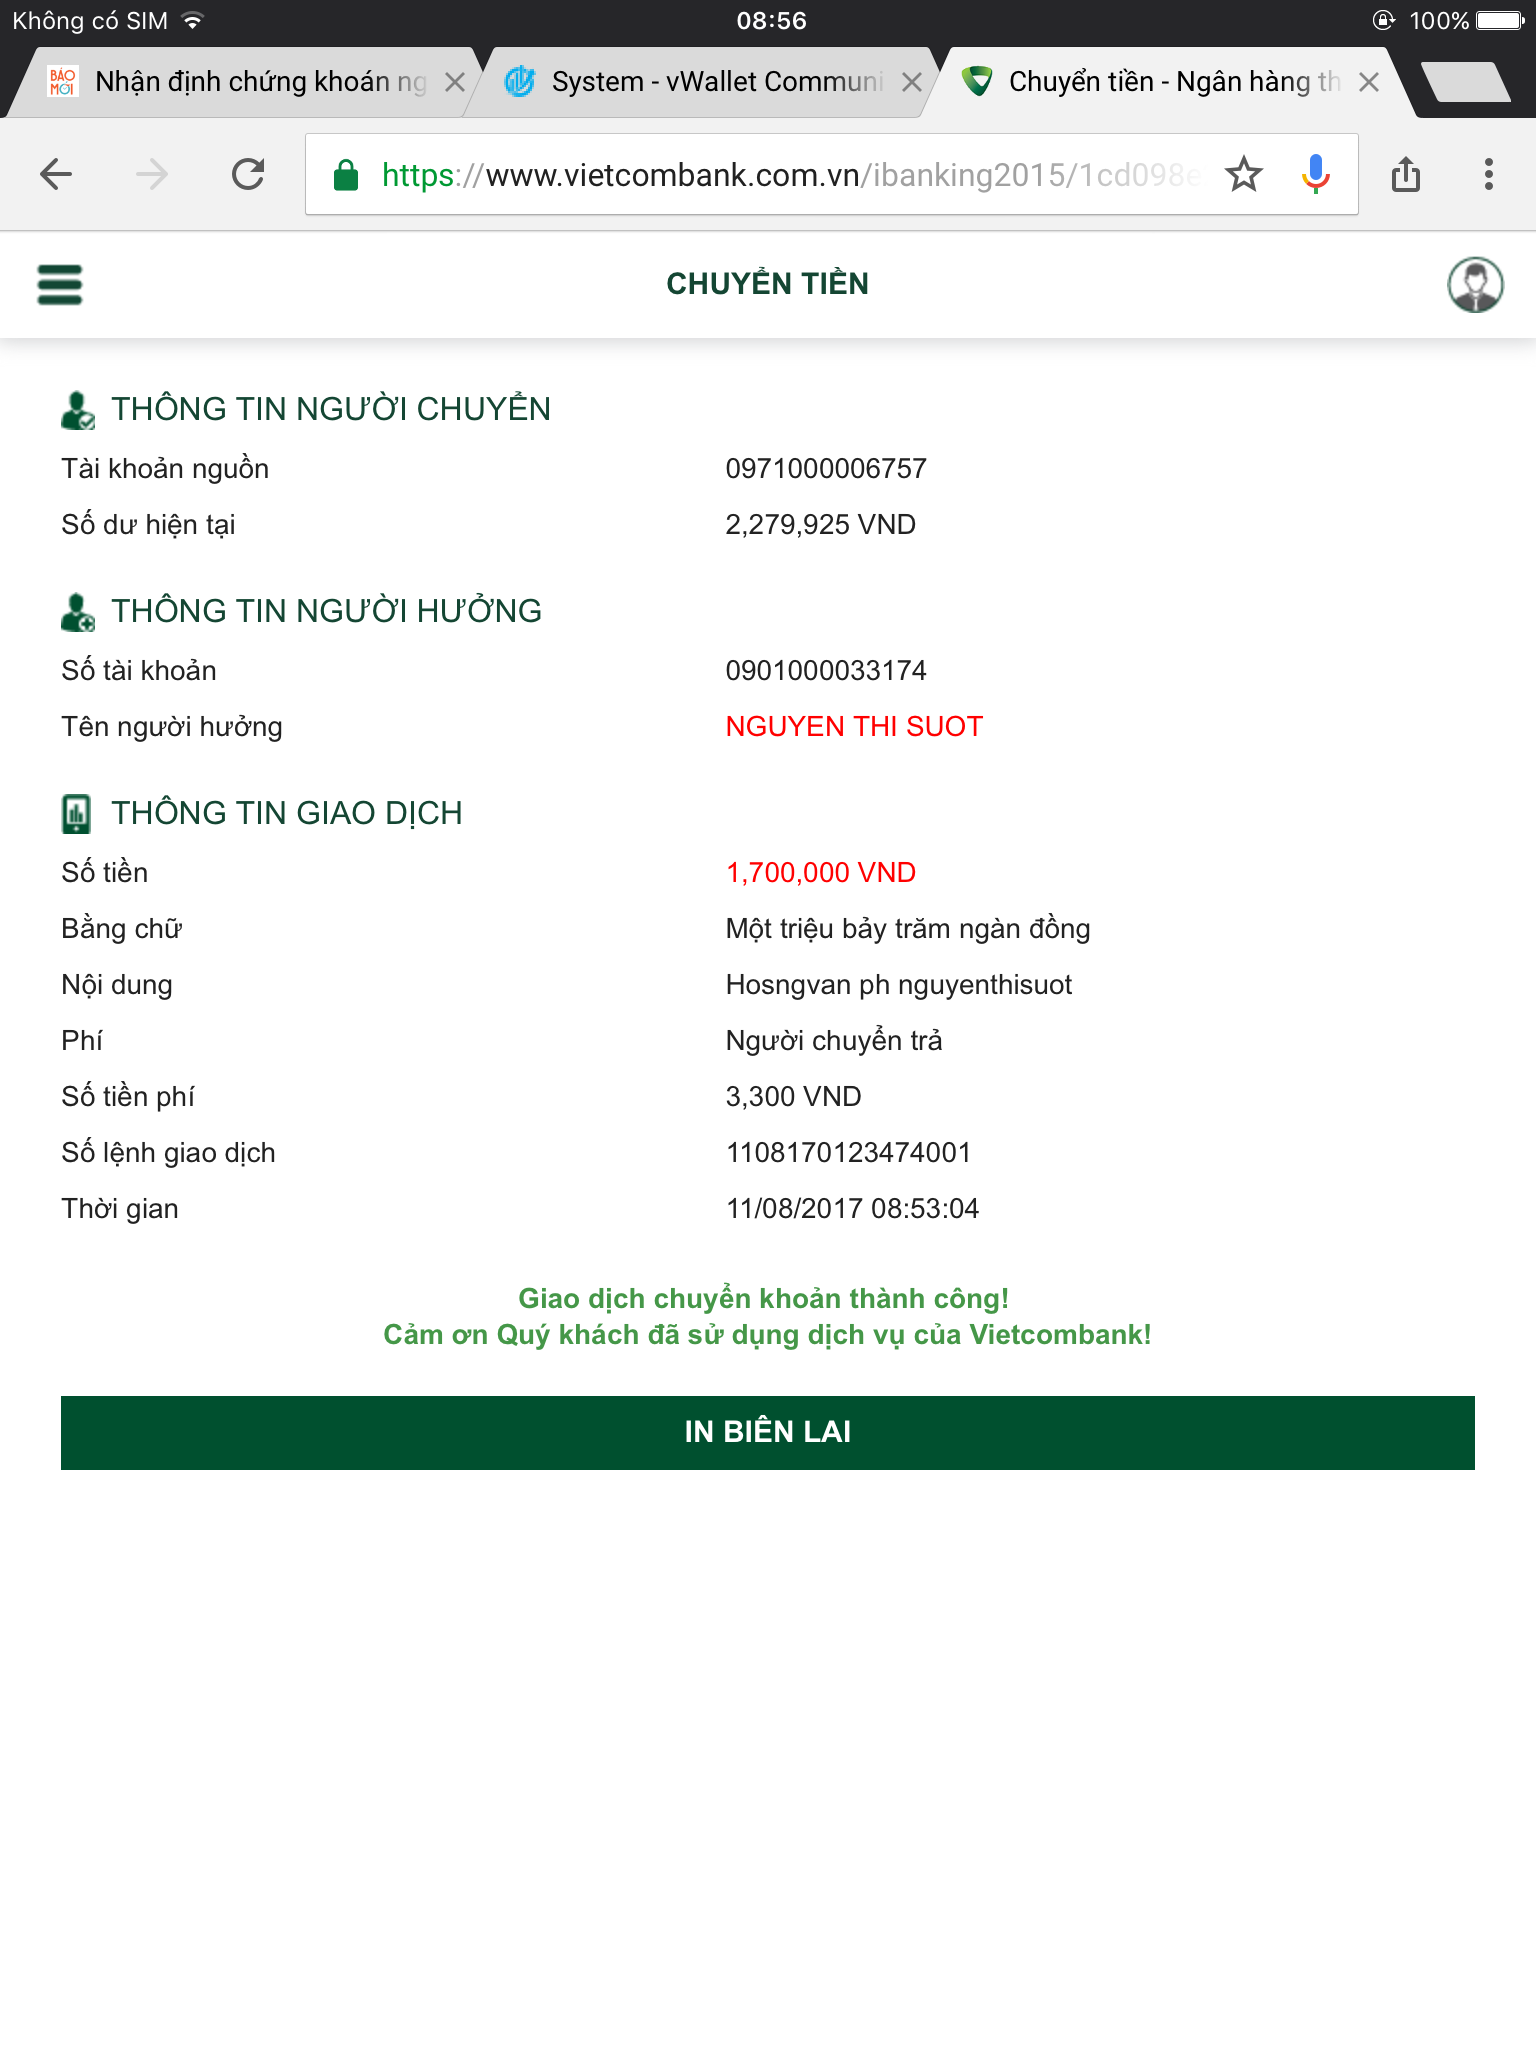 Không có SIM 08:56 100%
BÁO MỚI Nhận định chứng khoán ng System - vWallet Communi Chuyển tiền - Ngân hàng th
https://www.vietcombank.com.vn/ibanking2015/1cd098e
CHUYỂN TIỀN
THÔNG TIN NGƯỜI CHUYỂN
Tài khoản nguồn 0971000006757
Số dư hiện tại 2,279,925 VND
THÔNG TIN NGƯỜI HƯỞNG
Số tài khoản 0901000033174
Tên người hưởng NGUYEN THI SUOT
THÔNG TIN GIAO DỊCH
Số tiền 1,700,000 VND
Bằng chữ Một triệu bảy trăm ngàn đồng
Nội dung Hosngvan ph nguyenthisuot
Phí Người chuyển trả
Số tiền phí 3,300 VND
Số lệnh giao dịch 1108170123474001
Thời gian 11/08/2017 08:53:04
Giao dịch chuyển khoản thành công!
Cảm ơn Quý khách đã sử dụng dịch vụ của Vietcombank!
IN BIÊN LAI